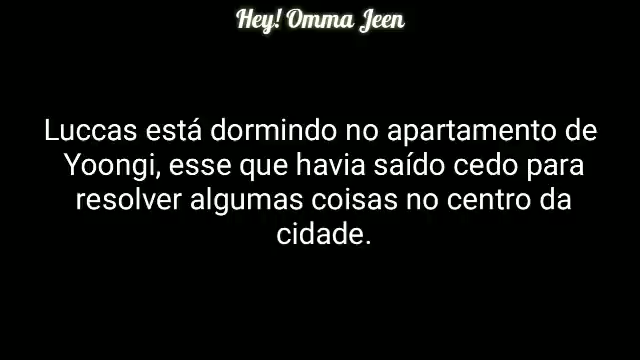 Hey! Omma Jeen
Luccas está dormindo no apartamento de
Yoongi, esse que havia saído cedo para
resolver algumas coisas no centro da
cidade.